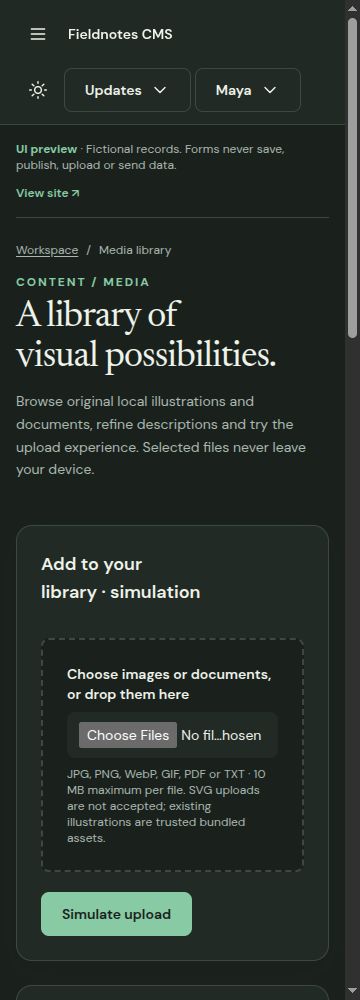 Fieldnotes CMS
Updates
Maya
UI preview · Fictional records. Forms never save,
publish, upload or send data.
View site ↗
Workspace / Media library
CONTENT / MEDIA
A library of
visual possibilities.
Browse original local illustrations and
documents, refine descriptions and try the
upload experience. Selected files never leave
your device.
Add to your
library · simulation
Choose images or documents,
or drop them here
Choose Files No fil...hosen
JPG, PNG, WebP, GIF, PDF or TXT · 10
MB maximum per file. SVG uploads
are not accepted; existing
illustrations are trusted bundled
assets.
Simulate upload